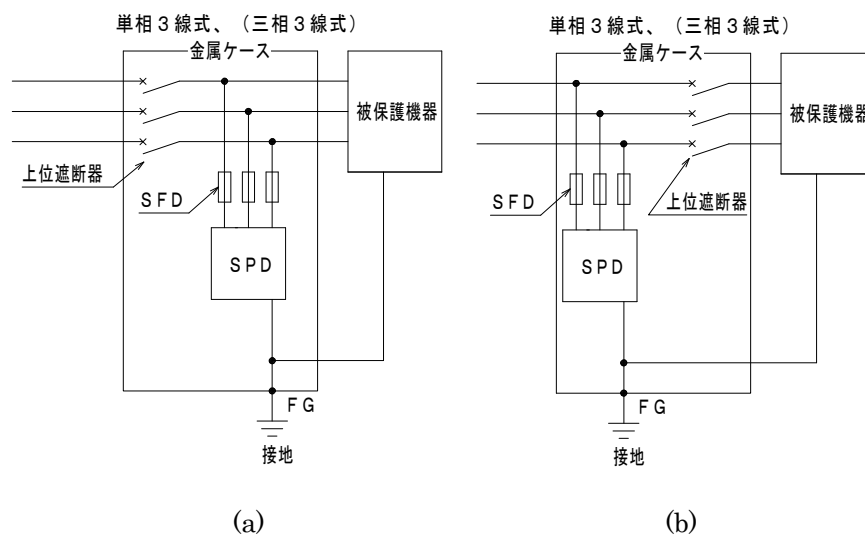 単相３線式、（三相３線式）
金属ケース
被保護機器
上位遮断器
ＳＦＤ
ＳＰＤ
ＦＧ
接地
(a)
単相３線式、（三相３線式）
金属ケース
被保護機器
ＳＦＤ
上位遮断器
ＳＰＤ
ＦＧ
接地
(b)